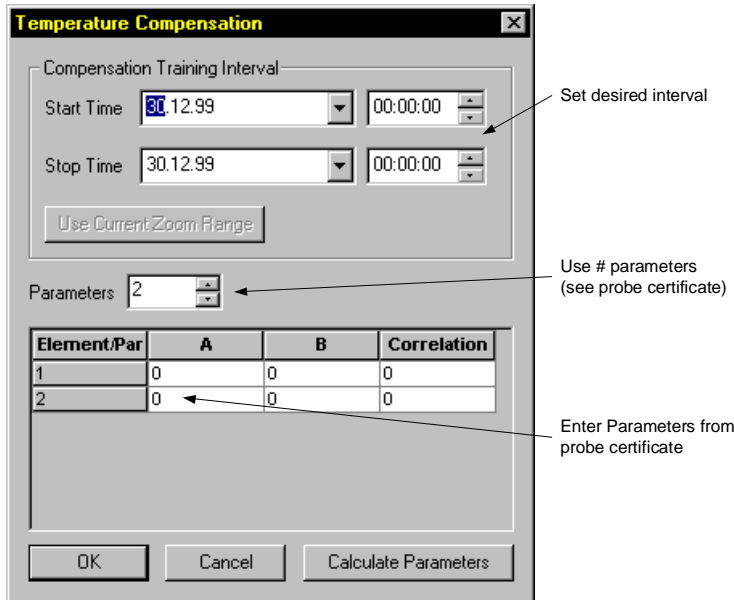 Temperature Compensation
Compensation Training Interval
Start Time 30.12.99 00:00:00
Set desired interval
Stop Time 30.12.99 00:00:00
Use Current Zoom Range
Parameters 2
Use # parameters
(see probe certificate)
Element/Par A B Correlation
1 0 0 0
2 0 0 0
Enter Parameters from
probe certificate
OK Cancel Calculate Parameters